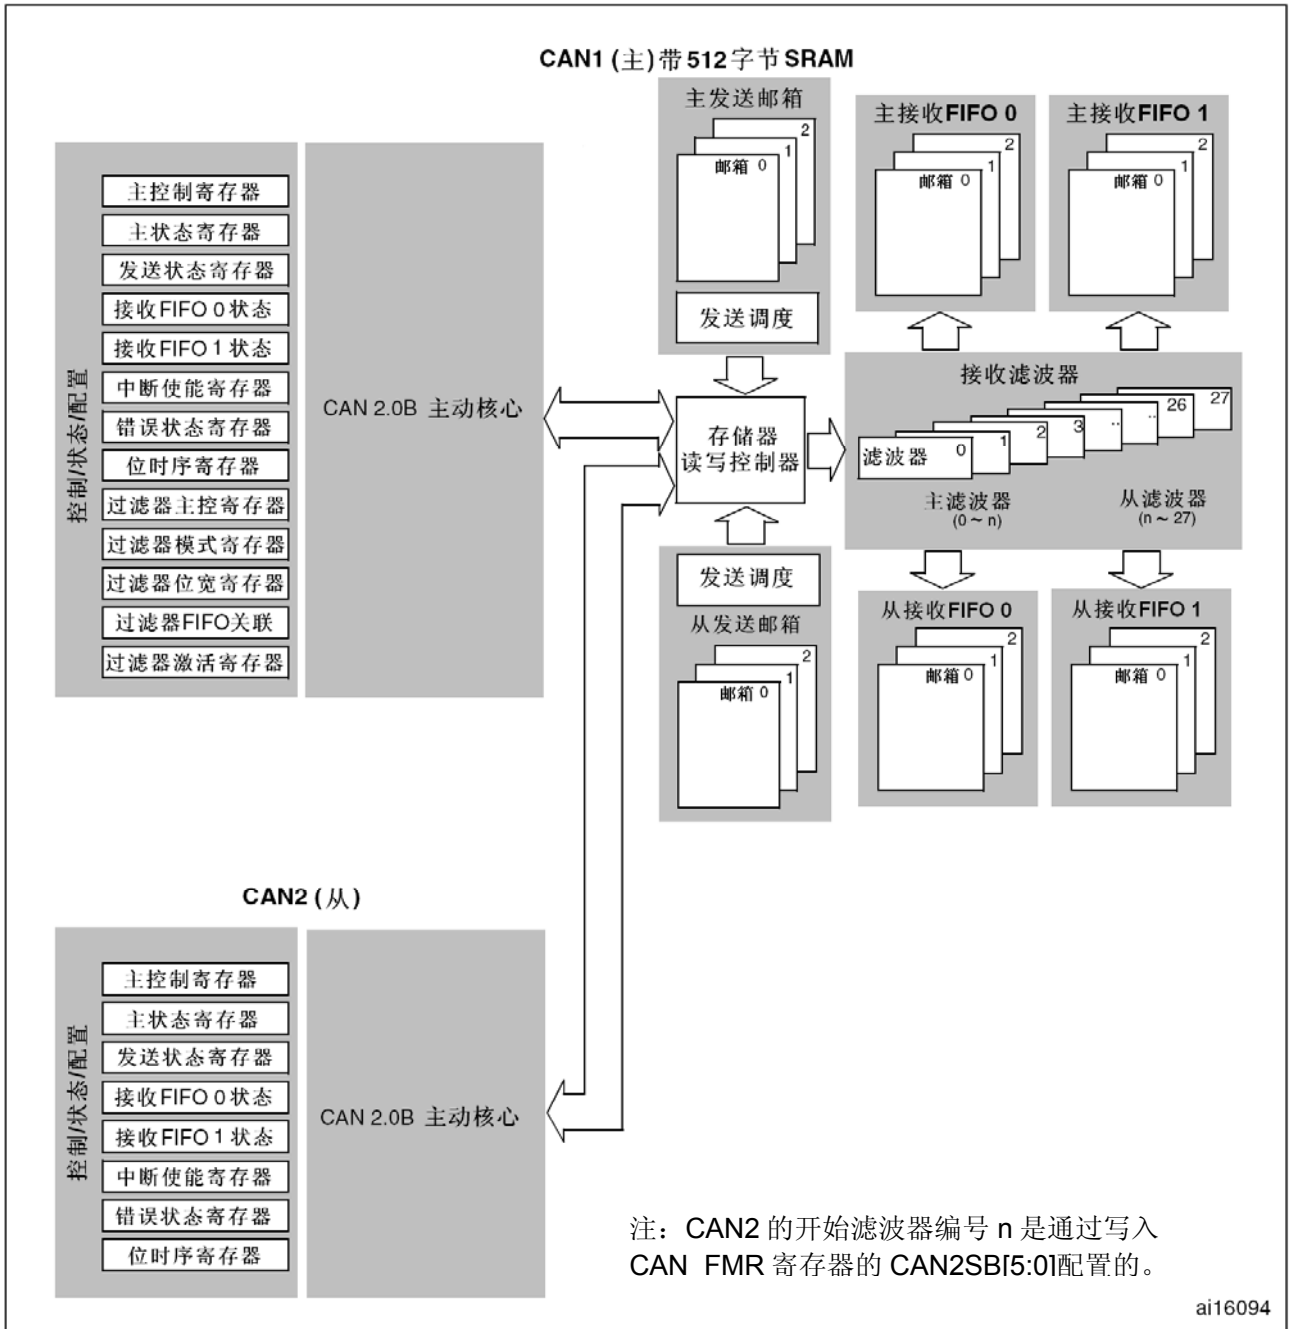 CAN1 (主) 带 512 字节 SRAM
主发送邮箱
2
1
邮箱 0
发送调度
主接收FIFO 0
2
1
邮箱 0
主接收FIFO 1
2
1
邮箱 0
控制/状态/配置
主控制寄存器
主状态寄存器
发送状态寄存器
接收FIFO 0 状态
接收FIFO 1 状态
中断使能寄存器
错误状态寄存器
位时序寄存器
过滤器主控寄存器
过滤器模式寄存器
过滤器位宽寄存器
过滤器FIFO关联
过滤器激活寄存器
CAN 2.0B 主动核心
存储器
读写控制器
接收滤波器
滤波器 0
1
2
3
..
..
26
27
主滤波器
(0 ~ n)
从滤波器
(n ~ 27)
发送调度
从发送邮箱
2
1
邮箱 0
从接收FIFO 0
2
1
邮箱 0
从接收FIFO 1
2
1
邮箱 0
CAN2 (从)
控制/状态/配置
主控制寄存器
主状态寄存器
发送状态寄存器
接收FIFO 0 状态
接收FIFO 1 状态
中断使能寄存器
错误状态寄存器
位时序寄存器
CAN 2.0B 主动核心
注：CAN2 的开始滤波器编号 n 是通过写入
CAN_FMR 寄存器的 CAN2SB[5:0]配置的。
ai16094